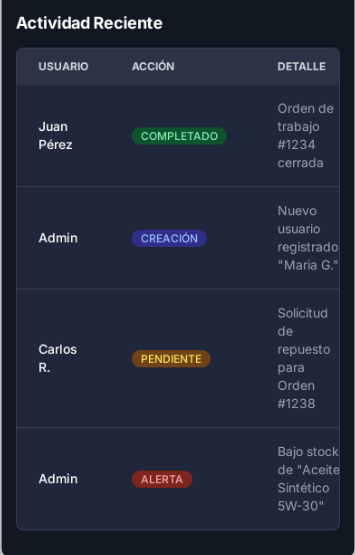 Actividad Reciente
USUARIO ACCIÓN DETALLE
Juan
Pérez
COMPLETADO
Orden de
trabajo
#1234
cerrada
Admin
CREACIÓN
Nuevo
usuario
registrado
"Maria G."
Carlos
R.
PENDIENTE
Solicitud
de
repuesto
para
Orden
#1238
Admin
ALERTA
Bajo stock
de "Aceite
Sintético
5W-30"